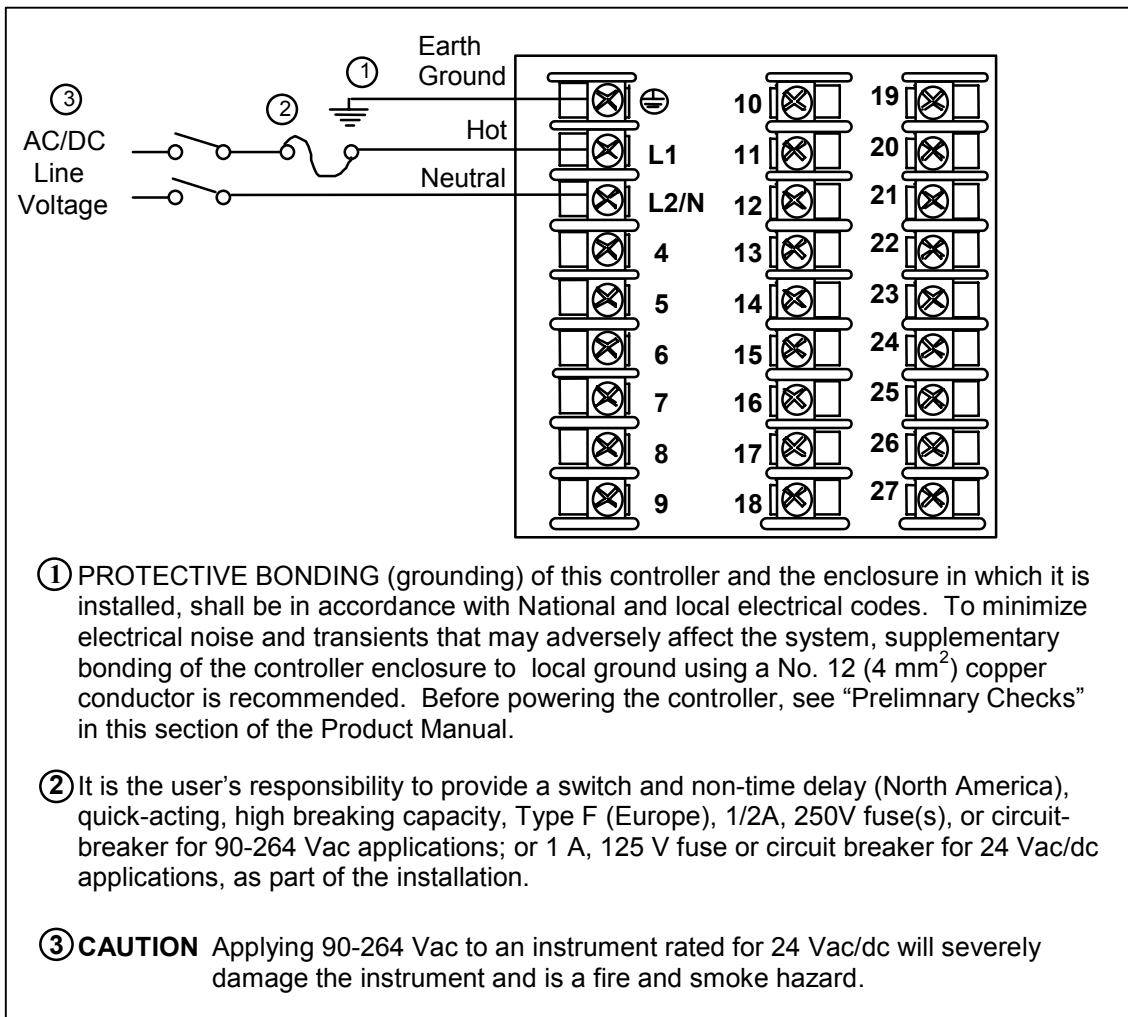 Earth
Ground
①
③
②
AC/DC
Line
Voltage
Hot
Neutral
L1
L2/N
4
5
6
7
8
9
10
11
12
13
14
15
16
17
18
19
20
21
22
23
24
25
26
27
① PROTECTIVE BONDING (grounding) of this controller and the enclosure in which it is
installed, shall be in accordance with National and local electrical codes. To minimize
electrical noise and transients that may adversely affect the system, supplementary
bonding of the controller enclosure to local ground using a No. 12 (4 mm²) copper
conductor is recommended. Before powering the controller, see “Prelimnary Checks”
in this section of the Product Manual.
② It is the user’s responsibility to provide a switch and non-time delay (North America),
quick-acting, high breaking capacity, Type F (Europe), 1/2A, 250V fuse(s), or circuit-
breaker for 90-264 Vac applications; or 1 A, 125 V fuse or circuit breaker for 24 Vac/dc
applications, as part of the installation.
③ CAUTION Applying 90-264 Vac to an instrument rated for 24 Vac/dc will severely
damage the instrument and is a fire and smoke hazard.